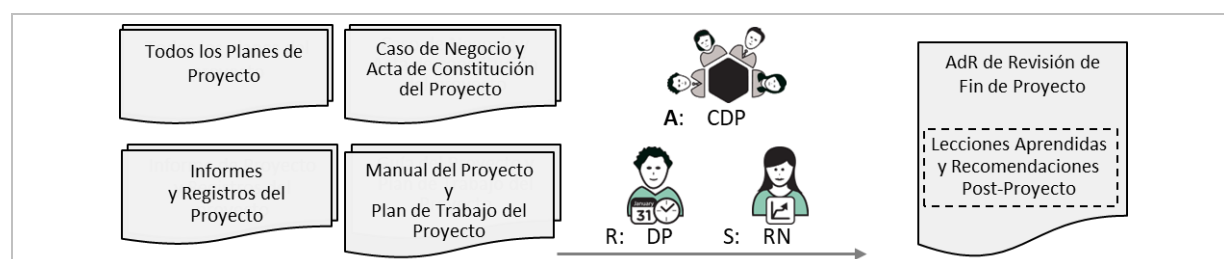 Todos los Planes de
Proyecto
Caso de Negocio y
Acta de Constitución
del Proyecto
Informes
y Registros del
Proyecto
Manual del Proyecto
y
Plan de Trabajo del
Proyecto
A: CDP
January
31
R: DP
S: RN
AdR de Revisión de
Fin de Proyecto
Lecciones Aprendidas
y Recomendaciones
Post-Proyecto